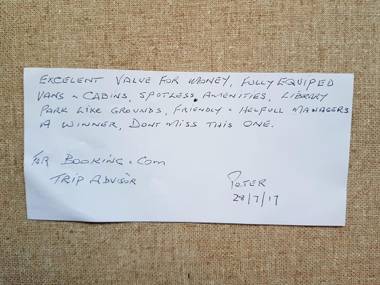 EXCELENT VALUE FOR MONEY, FULLY EQUIPED
VANS - CABINS, SPOTLESS, AMENITIES, LIBRARY
PARK LIKE GROUNDS, FRIENDLY - HELPFULL MANAGERS
A WINNER, DONT MISS THIS ONE.
FOR BOOKING.COM
TRIP ADVISOR
PETER
28/7/17